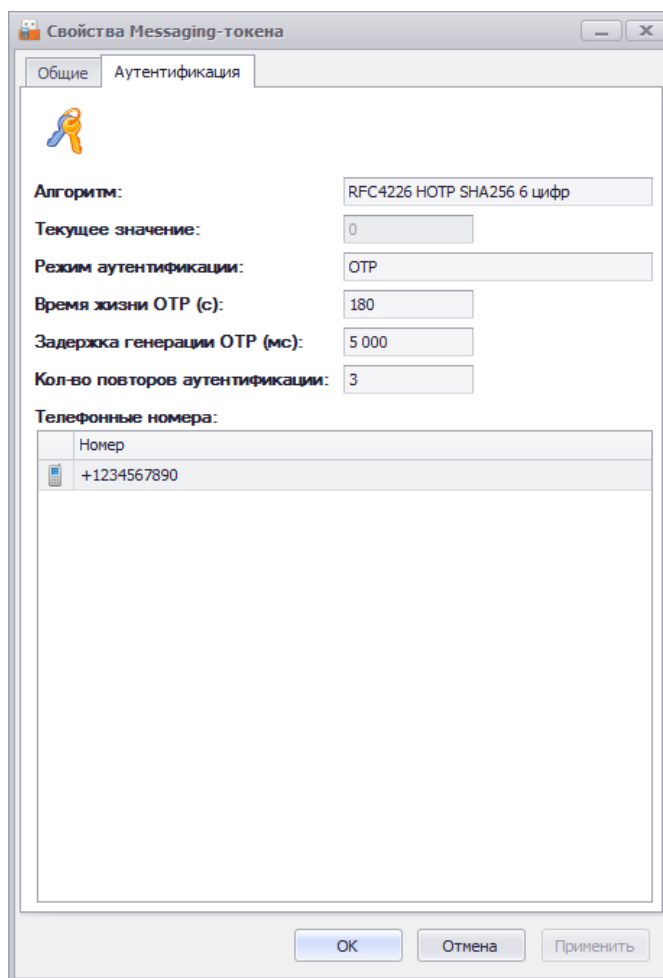 Свойства Messaging-токена
Общие Аутентификация
Алгоритм: RFC4226 HOTP SHA256 6 цифр
Текущее значение: 0
Режим аутентификации: OTP
Время жизни OTP (с): 180
Задержка генерации OTP (мс): 5 000
Кол-во повторов аутентификации: 3
Телефонные номера:
Номер
+1234567890
OK Отмена Применить